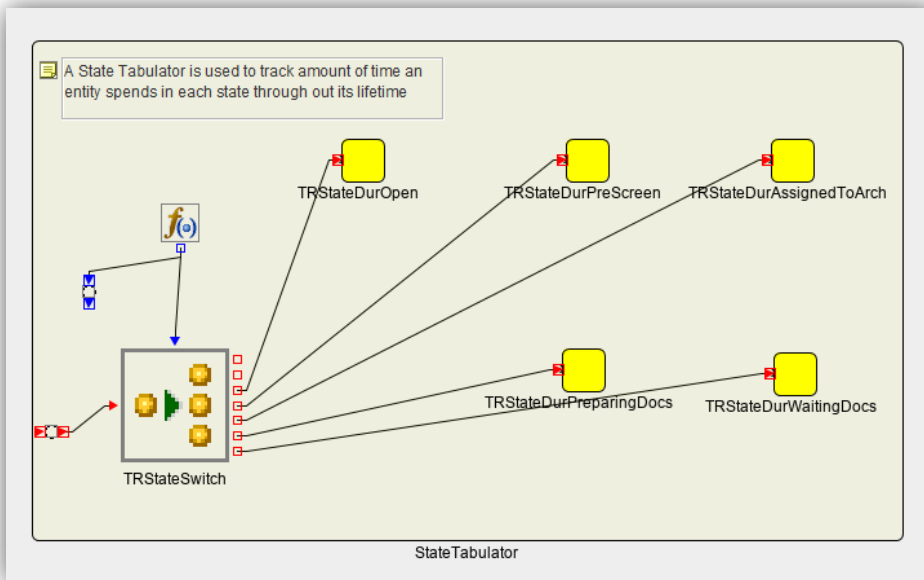 A State Tabulator is used to track amount of time an
entity spends in each state through out its lifetime
TRStateDurOpen
TRStateDurPreScreen
TRStateDurAssignedToArch
f(o)
TRStateDurPreparingDocs
TRStateDurWaitingDocs
TRStateSwitch
StateTabulator